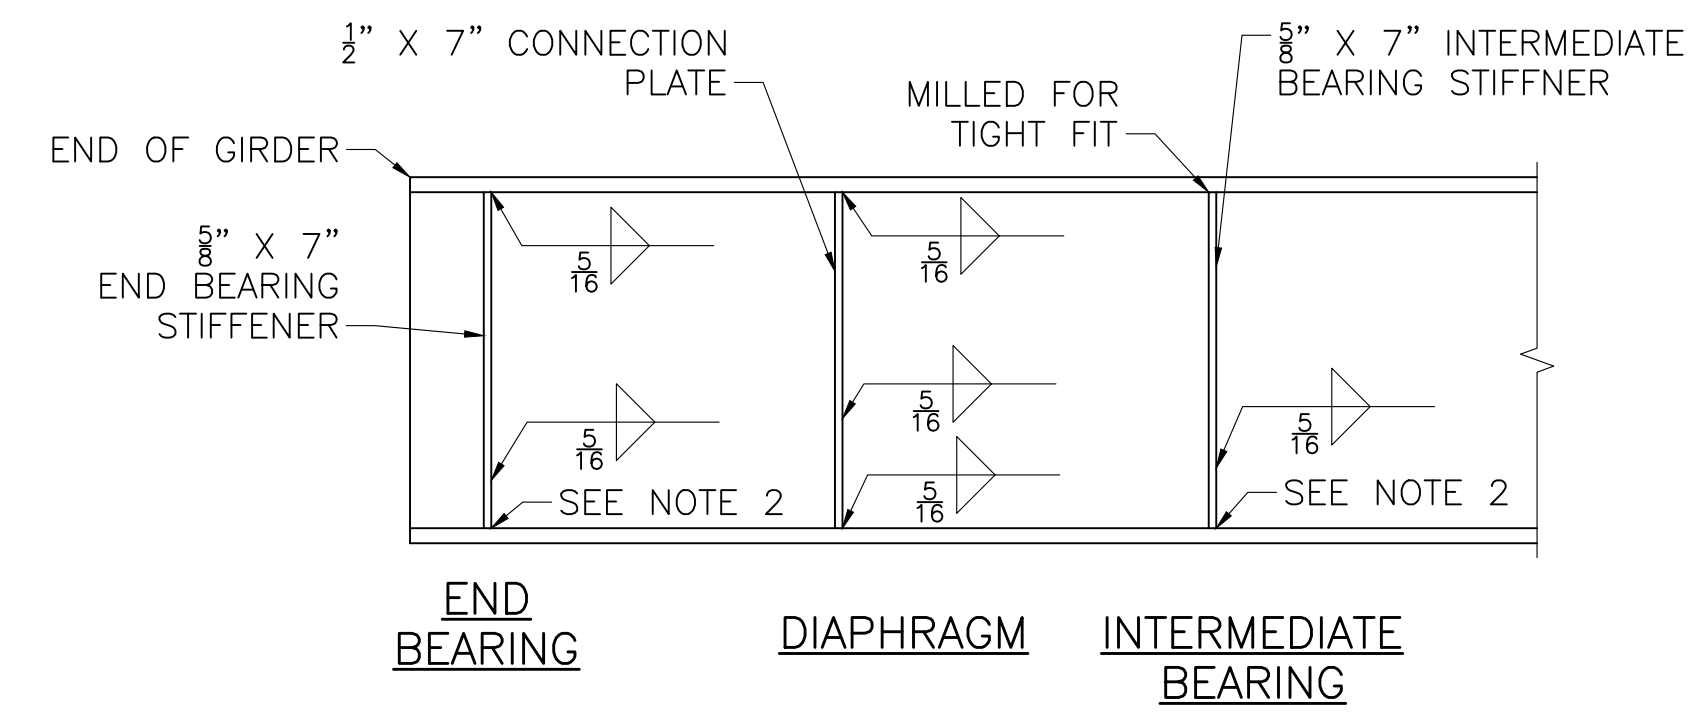 1/2" X 7" CONNECTION
PLATE
5/8" X 7" INTERMEDIATE
BEARING STIFFNER
MILLED FOR
TIGHT FIT
END OF GIRDER
5/8" X 7"
END BEARING
STIFFENER
5/16
5/16
5/16
5/16
5/16
5/16
SEE NOTE 2
SEE NOTE 2
END
BEARING
DIAPHRAGM
INTERMEDIATE
BEARING